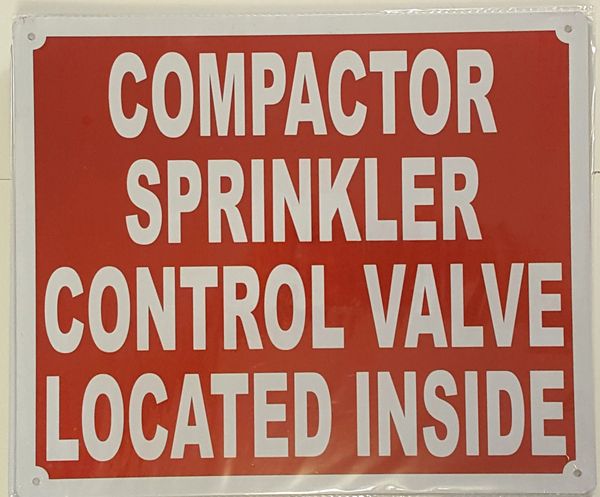 COMPACTOR
SPRINKLER
CONTROL VALVE
LOCATED INSIDE